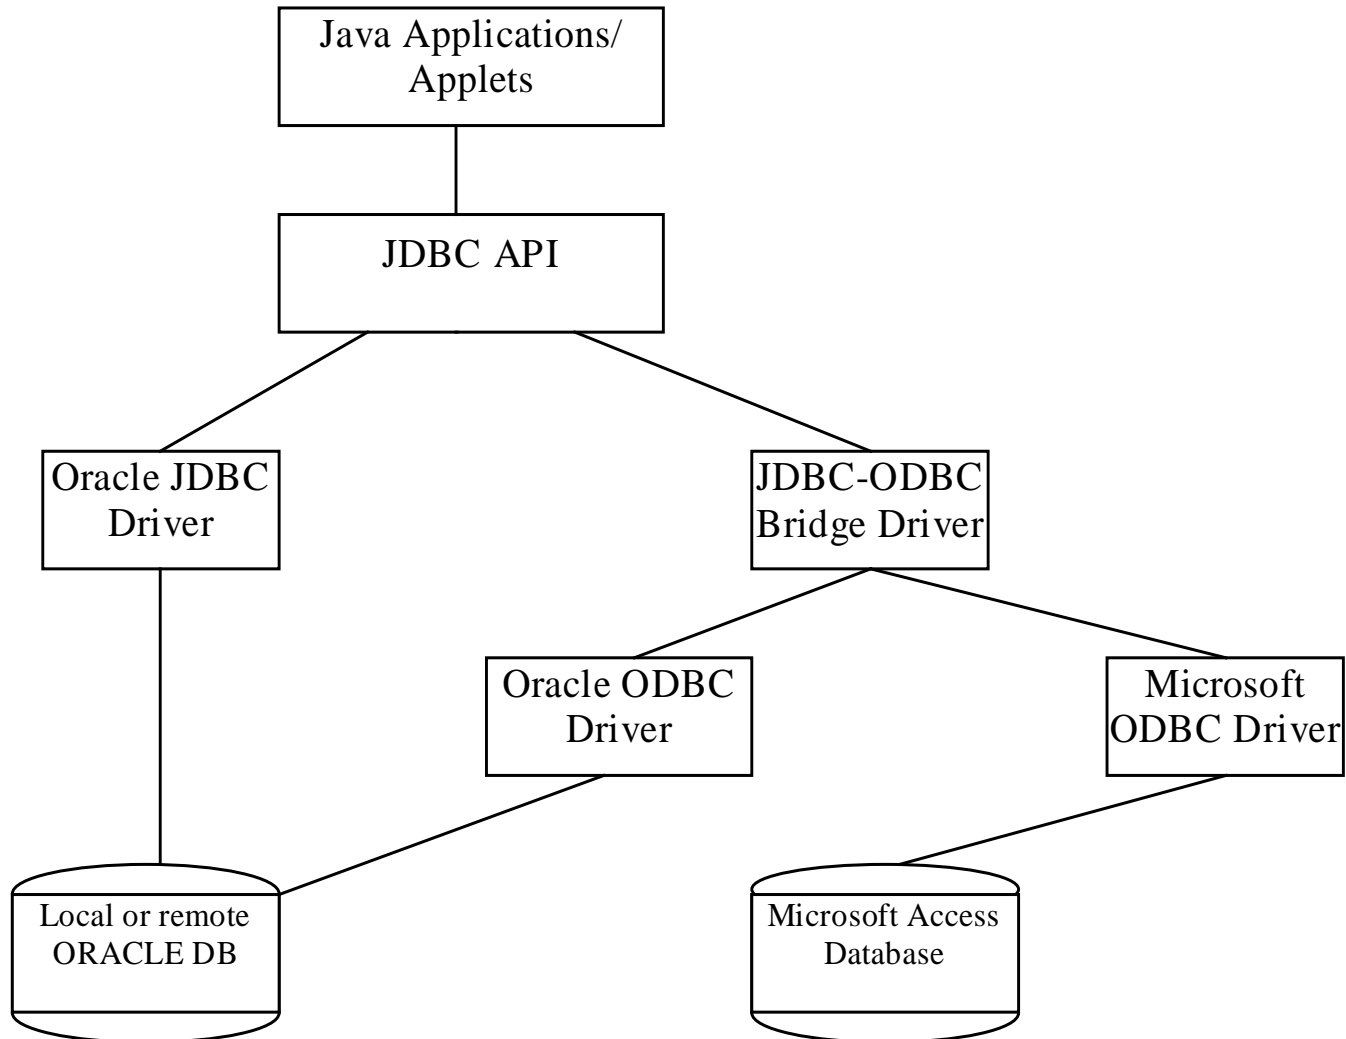 Java Applications/
Applets
JDBC API
Oracle JDBC
Driver
JDBC-ODBC
Bridge Driver
Oracle ODBC
Driver
Microsoft
ODBC Driver
Local or remote
ORACLE DB
Microsoft Access
Database